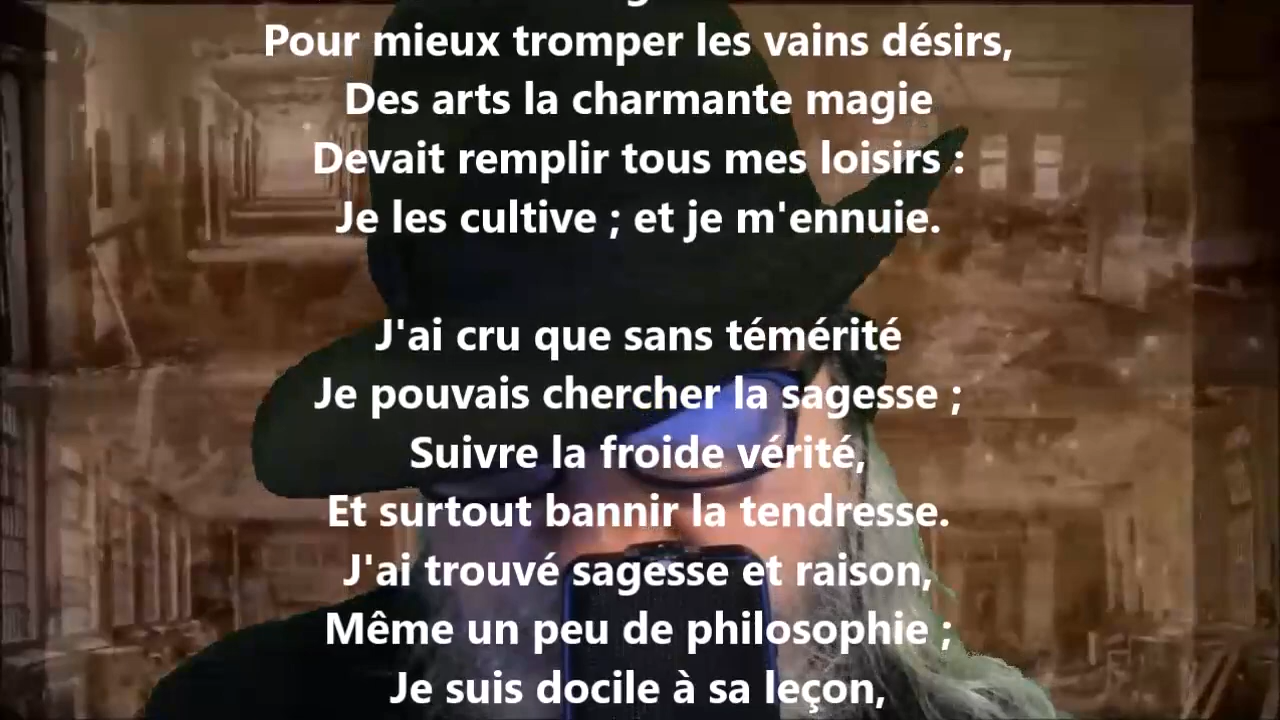 Pour mieux tromper les vains désirs,
Des arts la charmante magie
Devait remplir tous mes loisirs :
Je les cultive ; et je m'ennuie.
J'ai cru que sans témérité
Je pouvais chercher la sagesse ;
Suivre la froide vérité,
Et surtout bannir la tendresse.
J'ai trouvé sagesse et raison,
Même un peu de philosophie ;
Je suis docile à sa leçon,